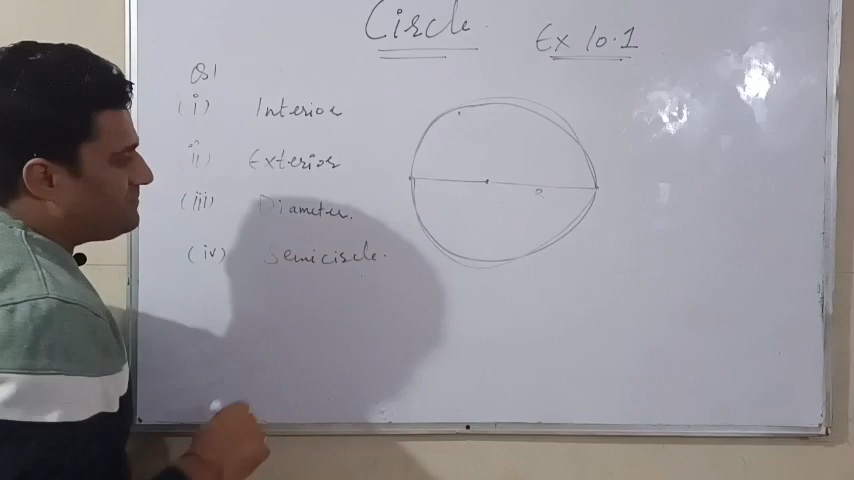 Circle.
Ex 10.1
Q1
(i) Interior
(ii) Exterior
(iii) Diameter.
(iv) Semicircle.